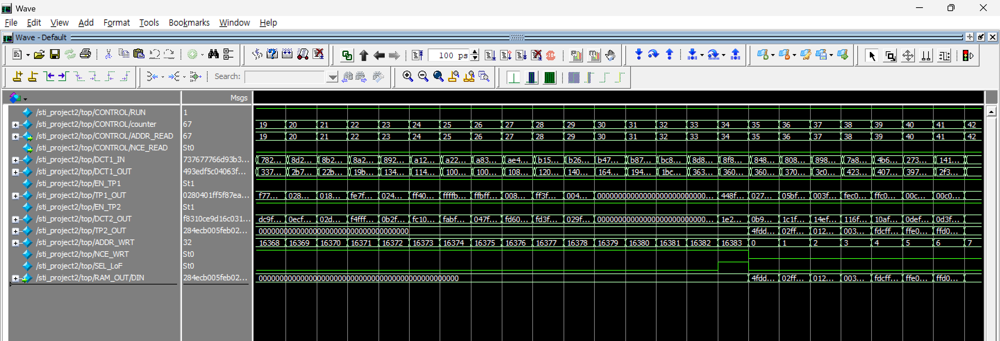 Wave
File Edit View Add Format Tools Bookmarks Window Help
Wave - Default
100 ps
Search:
Msgs
/sti_project2/top/CONTROL/RUN 1
/sti_project2/top/CONTROL/counter 67 19 20 21 22 23 24 25 26 27 28 29 30 31 32 33 34 35 36 37 38 39 40 41 42
/sti_project2/top/CONTROL/ADDR_READ 67 19 20 21 22 23 24 25 26 27 28 29 30 31 32 33 34 35 36 37 38 39 40 41 42
/sti_project2/top/CONTROL/NCE_READ St0
/sti_project2/top/DCT1_IN 737677766d93b3... 782... 8d2... 8b2... 8a2... 892... a12... a22... a83... ae4... b15... b26... b47... b87... bc8... 8d8... 8f8... 848... 808... 898... 7a8... 4b6... 273... 141...
/sti_project2/top/DCT1_OUT 493edf5c04063f... 337... 2b7... 22b... 19b... 134... 114... 100... 100... 108... 120... 140... 164... 194... 1bc... 363... 360... 360... 370... 3c0... 423... 407... 397... 2f3...
/sti_project2/top/EN_TP1 St1
/sti_project2/top/TP1_OUT 0280401ff5f87ea... f77... 028... 018... fe7f... 024... ff40... ffffb... ffbff... 008... ff3f... 004... 0000000000000000000000000000... 448f... 027... 05bf... 003f... fec0... ffc0... 00c... 00c0...
/sti_project2/top/EN_TP2 St1
/sti_project2/top/DCT2_OUT f8310ce9d16c031... dc9f... 0ecf... 02d... f4fff... 0b2f... fc10... fabf... 047f... fd60... fd3f... 029f... 0000000000000000000000000000... 1e2... 0b9... 1c1f... 14ef... 116f... 10af... 0def... 0d3f...
/sti_project2/top/TP2_OUT 284ecb005feb02... 00000000000000000000000000000000000 4fdd... 02ff... 012... 003... fdcff... ffe0... ffd0...
/sti_project2/top/ADDR_WRT 32 16368 16369 16370 16371 16372 16373 16374 16375 16376 16377 16378 16379 16380 16381 16382 16383 0 1 2 3 4 5 6 7
/sti_project2/top/NCE_WRT St0
/sti_project2/top/SEL_LoF St0
/sti_project2/top/RAM_OUT/DIN 284ecb005feb02... 00000000000000000000000000000000000000000000000 4fdd... 02ff... 012... 003... fdcff... ffe0... ffd0...